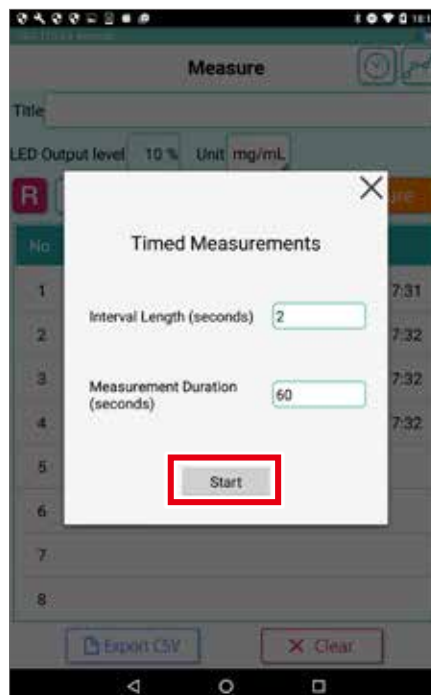 Measure
Title
LED Output level 10 % Unit mg/mL
R
No
Timed Measurements
Interval Length (seconds) 2
Measurement Duration
(seconds)
60
Start
1 7:31
2 7:32
3 7:32
4 7:32
5
6
7
8
Export CSV Clear